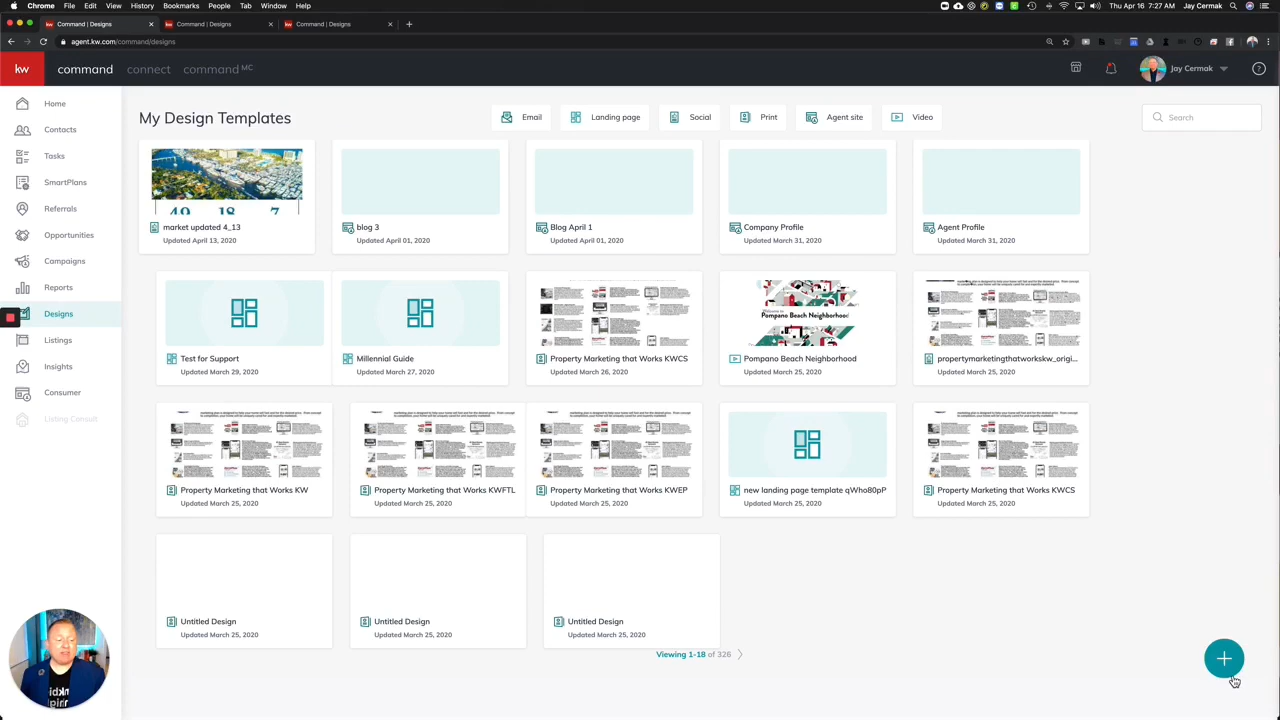 Chrome File Edit View History Bookmarks People Tab Window Help
Thu Apr 16 7:27 AM Jay Cermak
Command | Designs
Command | Designs
Command | Designs
agent.kw.com/command/designs
kw command connect command MC
Jay Cermak
Home
Contacts
Tasks
SmartPlans
Referrals
Opportunities
Campaigns
Reports
Designs
Listings
Insights
Consumer
Listing Consult
My Design Templates
Email
Landing page
Social
Print
Agent site
Video
Search
49 18 7
market updated 4_13
Updated April 13, 2020
blog 3
Updated April 01, 2020
Blog April 1
Updated April 01, 2020
Company Profile
Updated March 31, 2020
Agent Profile
Updated March 31, 2020
Test for Support
Updated March 29, 2020
Millennial Guide
Updated March 27, 2020
Property Marketing that Works KWCS
Updated March 26, 2020
Pompano Beach Neighborhood
Pompano Beach Neighborhood
Updated March 25, 2020
propertymarketingthatworkskw_origi...
Updated March 25, 2020
Property Marketing that Works KW
Updated March 25, 2020
Property Marketing that Works KWFTL
Updated March 25, 2020
Property Marketing that Works KWEP
Updated March 25, 2020
new landing page template qWho80pP
Updated March 25, 2020
Property Marketing that Works KWCS
Updated March 25, 2020
Untitled Design
Updated March 25, 2020
Untitled Design
Updated March 25, 2020
Untitled Design
Updated March 25, 2020
Viewing 1-18 of 326